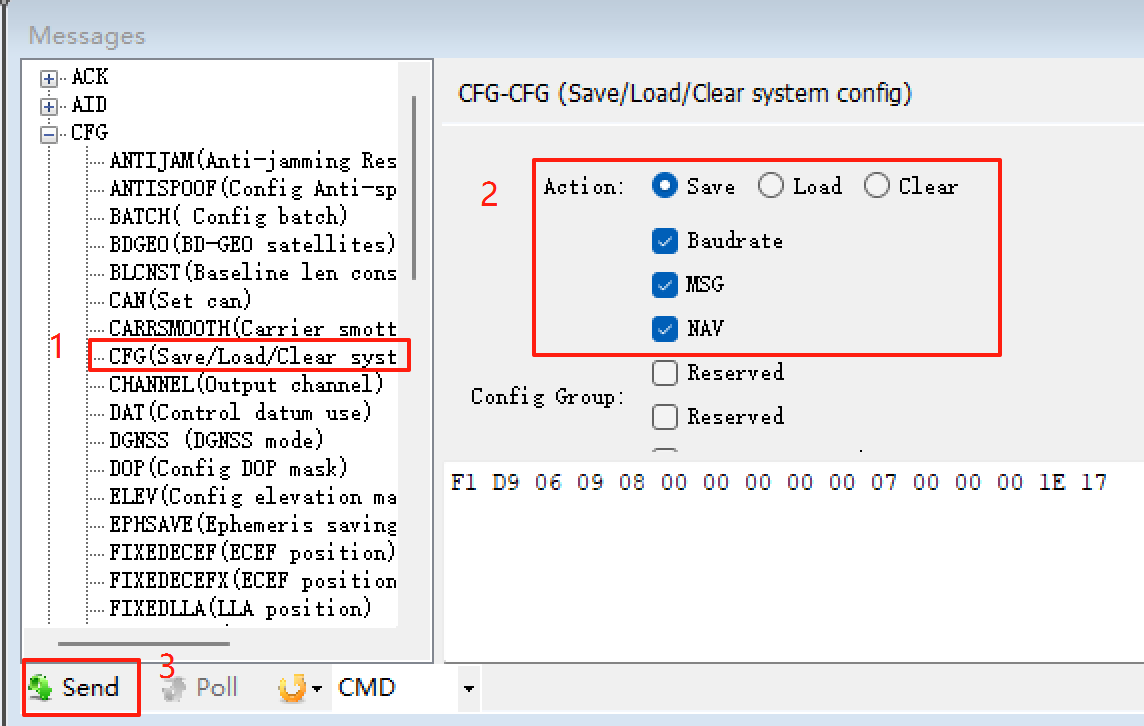 Messages
ACK
AID
CFG
ANTIJAM(Anti-jamming Res
ANTISPOOF(Config Anti-sp
BATCH( Config batch)
BDGEO(BD-GEO satellites)
BLCNST(Baseline len cons
CAN(Set can)
CARRSMOOTH(Carrier smott
1
CFG(Save/Load/Clear syst
CHANNEL(Output channel)
DAT(Control datum use)
DGNSS (DGNSS mode)
DOP(Config DOP mask)
ELEV(Config elevation ma
EPHSAVE(Ephemeris saving
FIXEDECEF(ECEF position)
FIXEDECEFX(ECEF position
FIXEDLLA(LLA position)
CFG-CFG (Save/Load/Clear system config)
2
Action: Save Load Clear
Baudrate
MSG
NAV
Reserved
Config Group:
Reserved
F1 D9 06 09 08 00 00 00 00 00 07 00 00 00 1E 17
3
Send Poll CMD